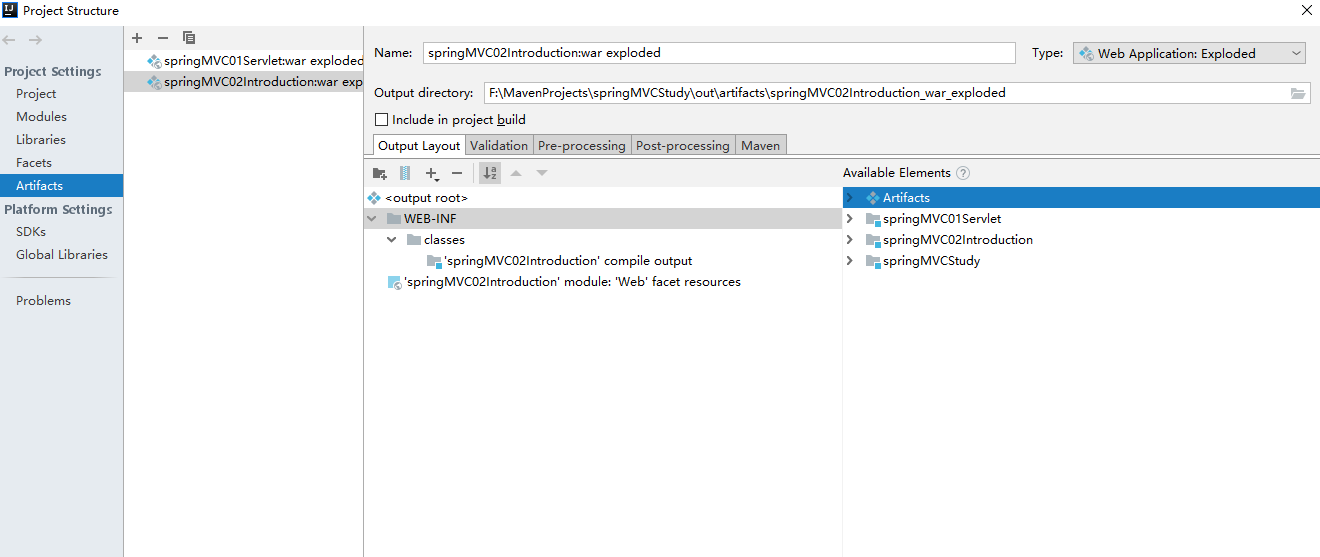 Project Structure
Project Settings
Project
Modules
Libraries
Facets
Artifacts
Platform Settings
SDKs
Global Libraries
Problems
springMVC01Servlet:war exploded
springMVC02Introduction:war exp
Name: springMVC02Introduction:war exploded
Type: Web Application: Exploded
Output directory: F:\MavenProjects\springMVCStudy\out\artifacts\springMVC02Introduction_war_exploded
Include in project build
Output Layout Validation Pre-processing Post-processing Maven
<output root>
WEB-INF
classes
'springMVC02Introduction' compile output
'springMVC02Introduction' module: 'Web' facet resources
Available Elements ?
Artifacts
springMVC01Servlet
springMVC02Introduction
springMVCStudy